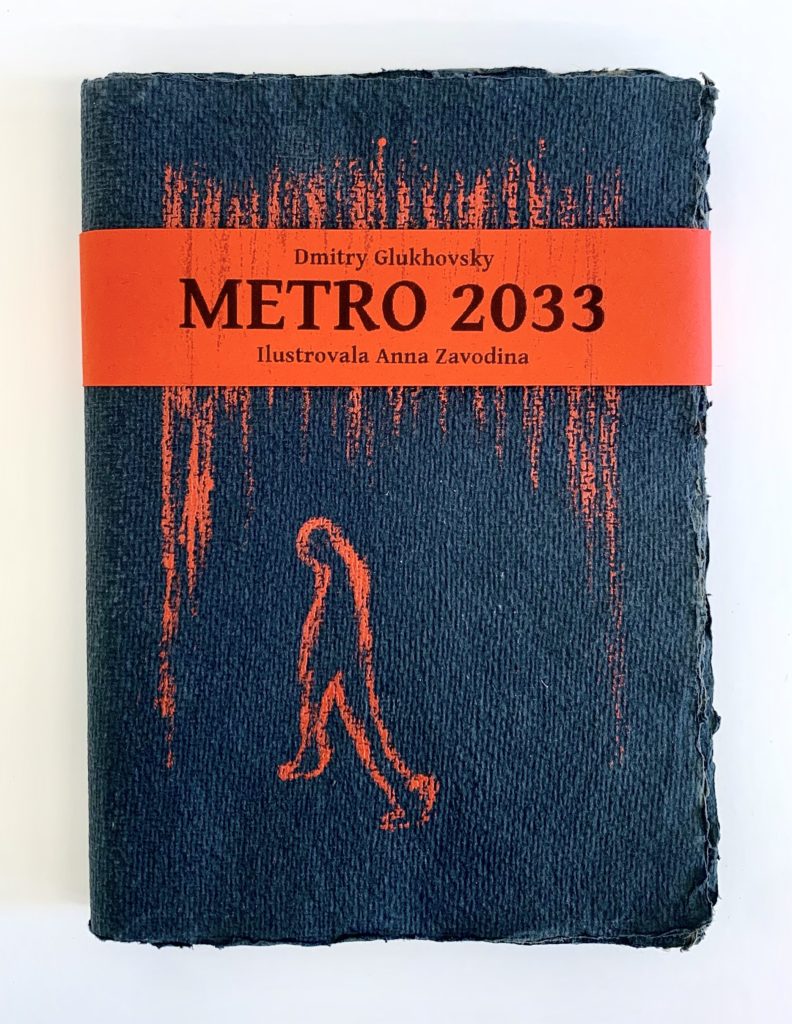 Dmitry Glukhovsky
METRO 2033
Ilustrovala Anna Zavodina